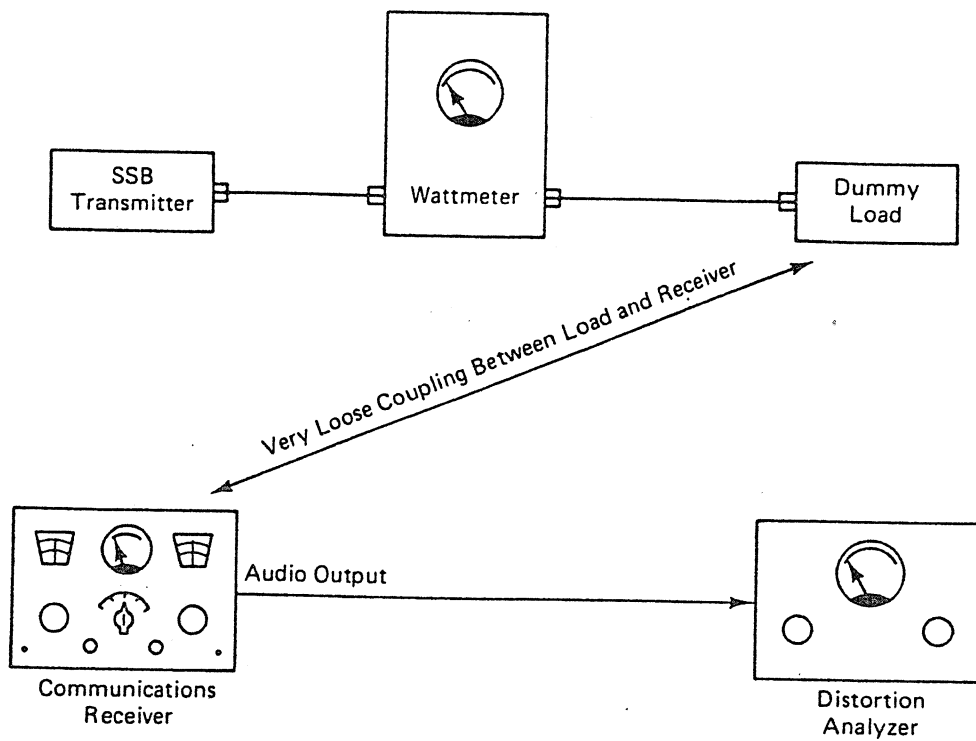 SSB
Transmitter
Wattmeter
Dummy
Load
Very Loose Coupling Between Load and Receiver
Audio Output
Communications
Receiver
Distortion
Analyzer